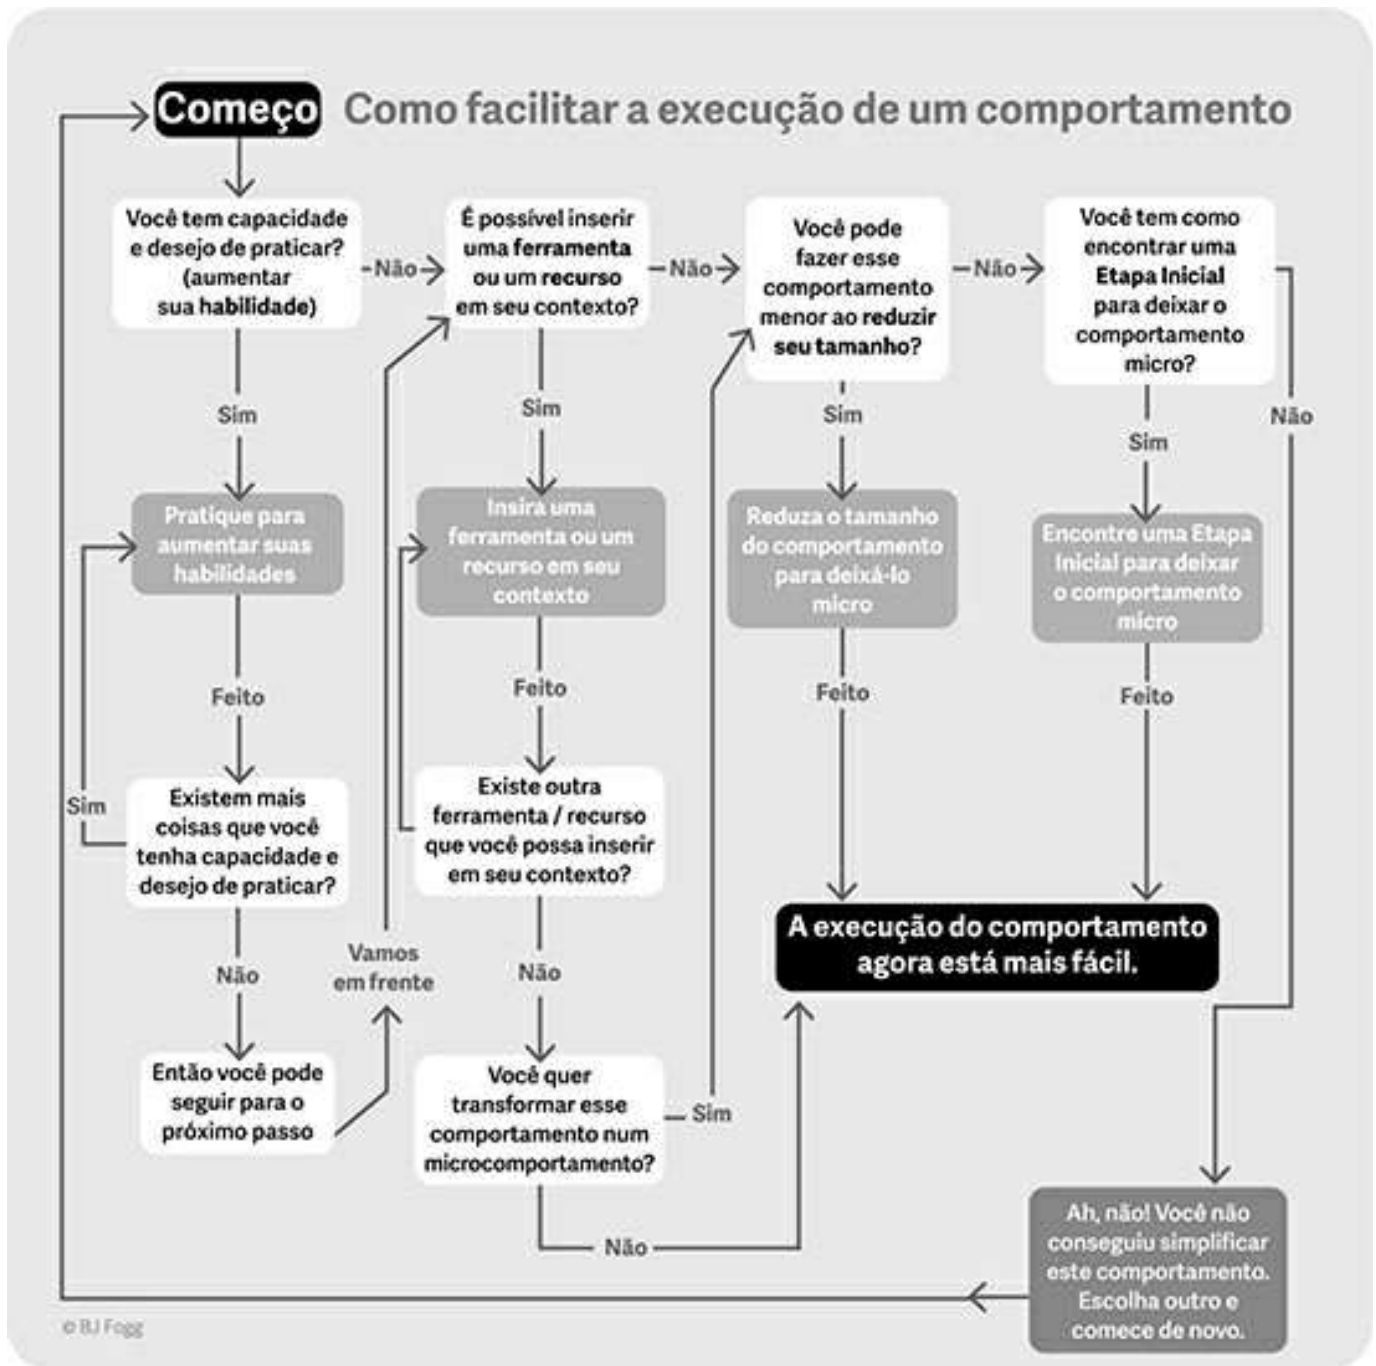 Começo
Como facilitar a execução de um comportamento
Você tem capacidade
e desejo de praticar?
(aumentar
sua habilidade)
Não
É possível inserir
uma ferramenta
ou um recurso
em seu contexto?
Não
Você pode
fazer esse
comportamento
menor ao reduzir
seu tamanho?
Não
Você tem como
encontrar uma
Etapa Inicial
para deixar o
comportamento
micro?
Sim
Sim
Sim
Sim
Não
Pratique para
aumentar suas
habilidades
Insira uma
ferramenta ou um
recurso em seu
contexto
Reduza o tamanho
do comportamento
para deixá-lo
micro
Encontre uma Etapa
Inicial para deixar
o comportamento
micro
Feito
Feito
Feito
Feito
Sim
Existem mais
coisas que você
tenha capacidade e
desejo de praticar?
Existe outra
ferramenta / recurso
que você possa inserir
em seu contexto?
A execução do comportamento
agora está mais fácil.
Não
Vamos
em frente
Não
Então você pode
seguir para o
próximo passo
Você quer
transformar esse
comportamento num
microcomportamento?
Sim
Não
Ah, não! Você não
conseguiu simplificar
este comportamento.
Escolha outro e
comece de novo.
© BJ Fogg